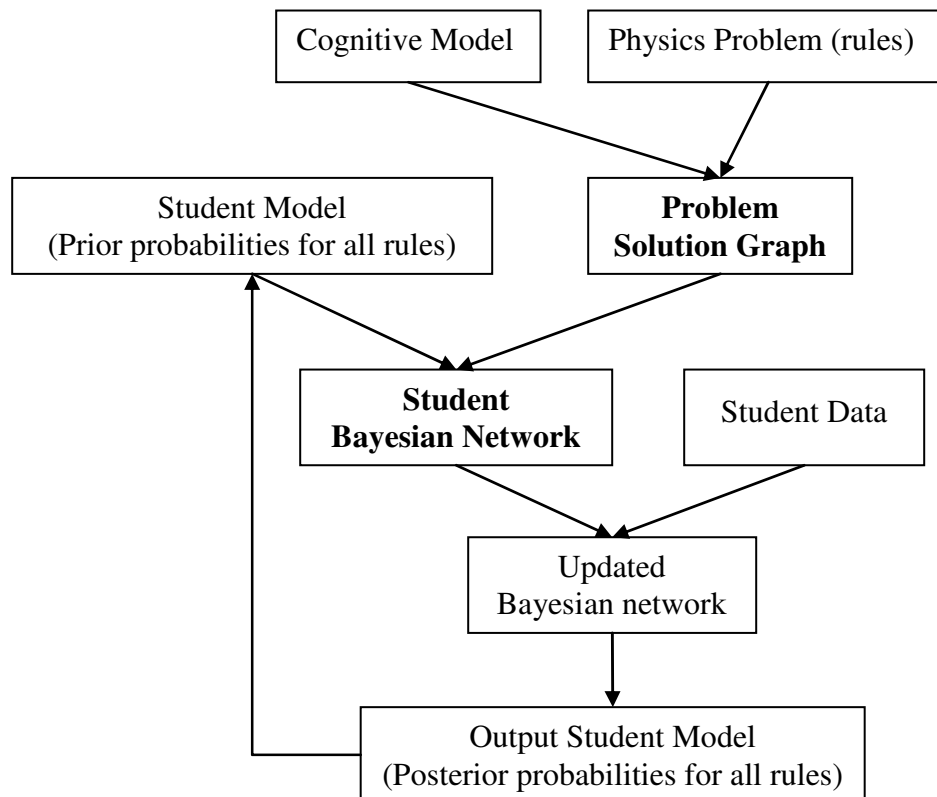 Cognitive Model
Physics Problem (rules)
Student Model
(Prior probabilities for all rules)
Problem
Solution Graph
Student
Bayesian Network
Student Data
Updated
Bayesian network
Output Student Model
(Posterior probabilities for all rules)